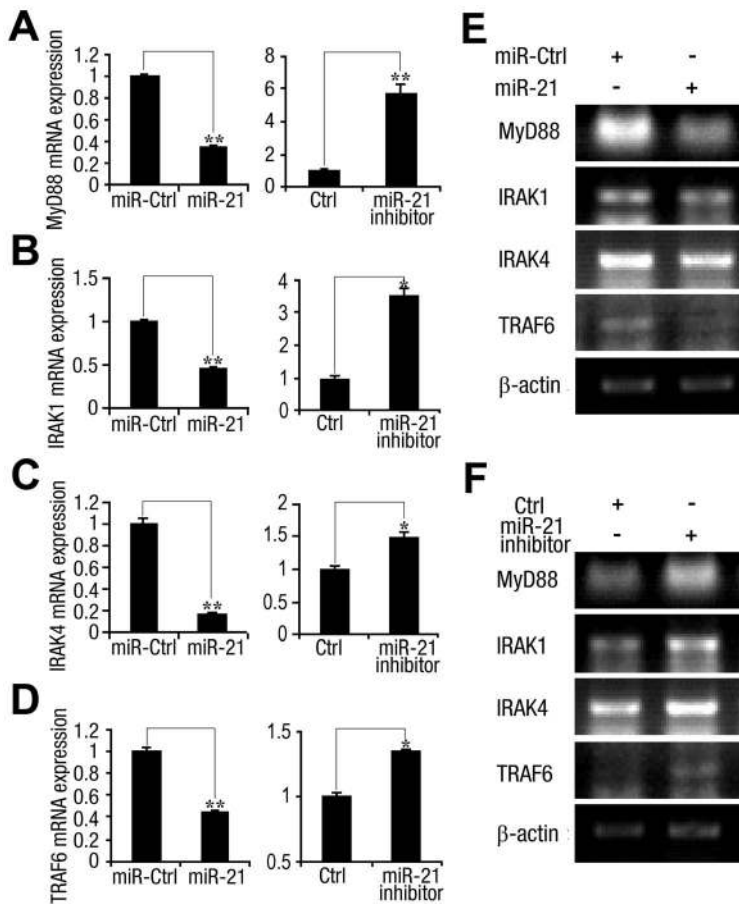 A
MyD88 mRNA expression
1.2
1
0.8
0.6
0.4
0.2
0
**
miR-Ctrl miR-21
8
6
4
2
0
**
Ctrl miR-21 inhibitor
B
IRAK1 mRNA expression
1.5
1
0.5
0
**
miR-Ctrl miR-21
4
3
2
1
0
*
Ctrl miR-21 inhibitor
C
IRAK4 mRNA expression
1.2
1
0.8
0.6
0.4
0.2
0
**
miR-Ctrl miR-21
2
1.5
1
0.5
0
*
Ctrl miR-21 inhibitor
D
TRAF6 mRNA expression
1.2
1
0.8
0.6
0.4
0.2
0
**
miR-Ctrl miR-21
1.5
1
0.5
*
Ctrl miR-21 inhibitor
E
miR-Ctrl + -
miR-21 - +
MyD88
IRAK1
IRAK4
TRAF6
β-actin
F
Ctrl + -
miR-21 inhibitor - +
MyD88
IRAK1
IRAK4
TRAF6
β-actin